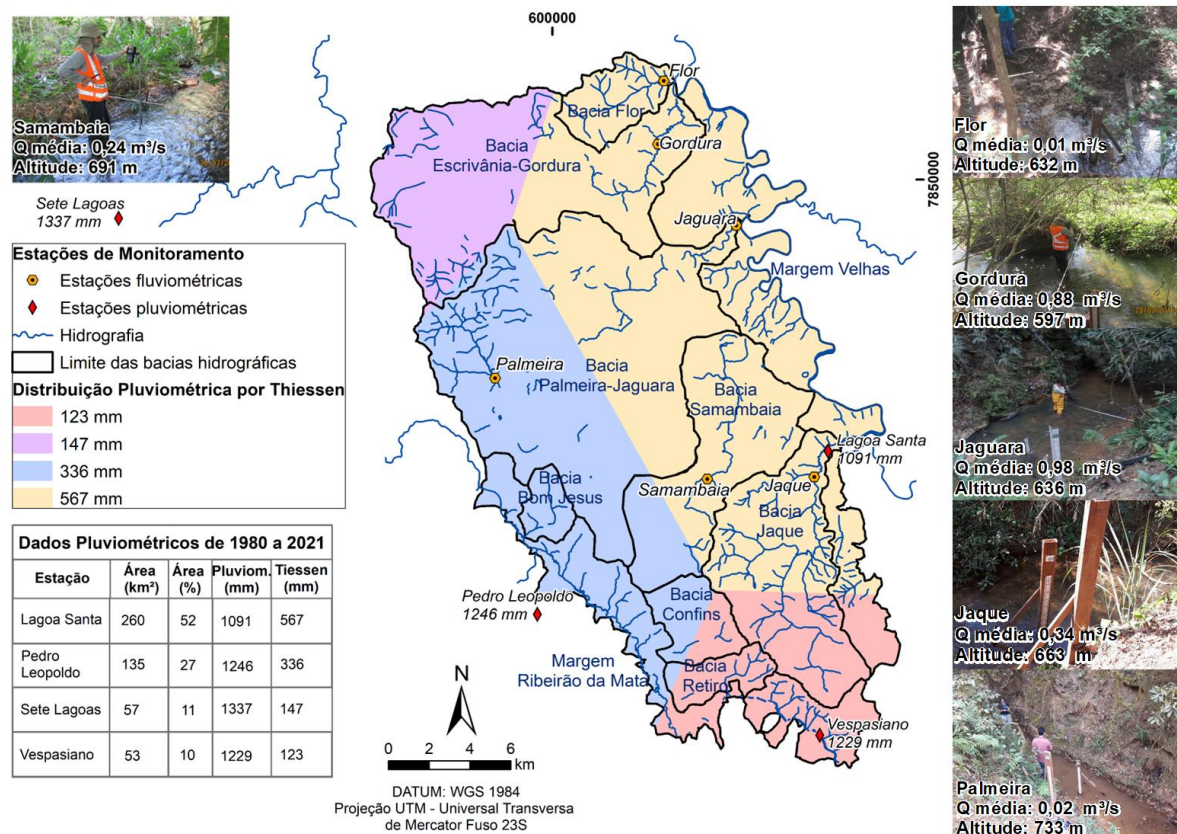 600000
7850000
Samambaia
Q média: 0,24 m³/s
Altitude: 691 m
Sete Lagoas
1337 mm
Estações de Monitoramento
Estações fluviométricas
Estações pluviométricas
Hidrografia
Limite das bacias hidrográficas
Distribuição Pluviométrica por Thiessen
123 mm
147 mm
336 mm
567 mm
Dados Pluviométricos de 1980 a 2021
Estação Área (km²) Área (%) Pluviom. (mm) Tiessen (mm)
Lagoa Santa 260 52 1091 567
Pedro Leopoldo 135 27 1246 336
Sete Lagoas 57 11 1337 147
Vespasiano 53 10 1229 123
Flor
Bacia Flor
Gordura
Bacia
Escrivânia-Gordura
Jaguara
Margem Velhas
Palmeira
Bacia
Palmeira-Jaguara
Bacia
Samambaia
Lagoa Santa
1091 mm
Bacia
Bom Jesus
Samambaia
Jaque
Bacia
Jaque
Pedro Leopoldo
1246 mm
Bacia
Confins
Margem
Ribeirão da Mata
Bacia
Retiro
Vespasiano
1229 mm
N
0 2 4 6
km
DATUM: WGS 1984
Projeção UTM - Universal Transversa
de Mercator Fuso 23S
Flor
Q média: 0,01 m³/s
Altitude: 632 m
Gordura
Q média: 0,88 m³/s
Altitude: 597 m
Jaguara
Q média: 0,98 m³/s
Altitude: 636 m
Jaque
Q média: 0,34 m³/s
Altitude: 663 m
Palmeira
Q média: 0,02 m³/s
Altitude: 733 m